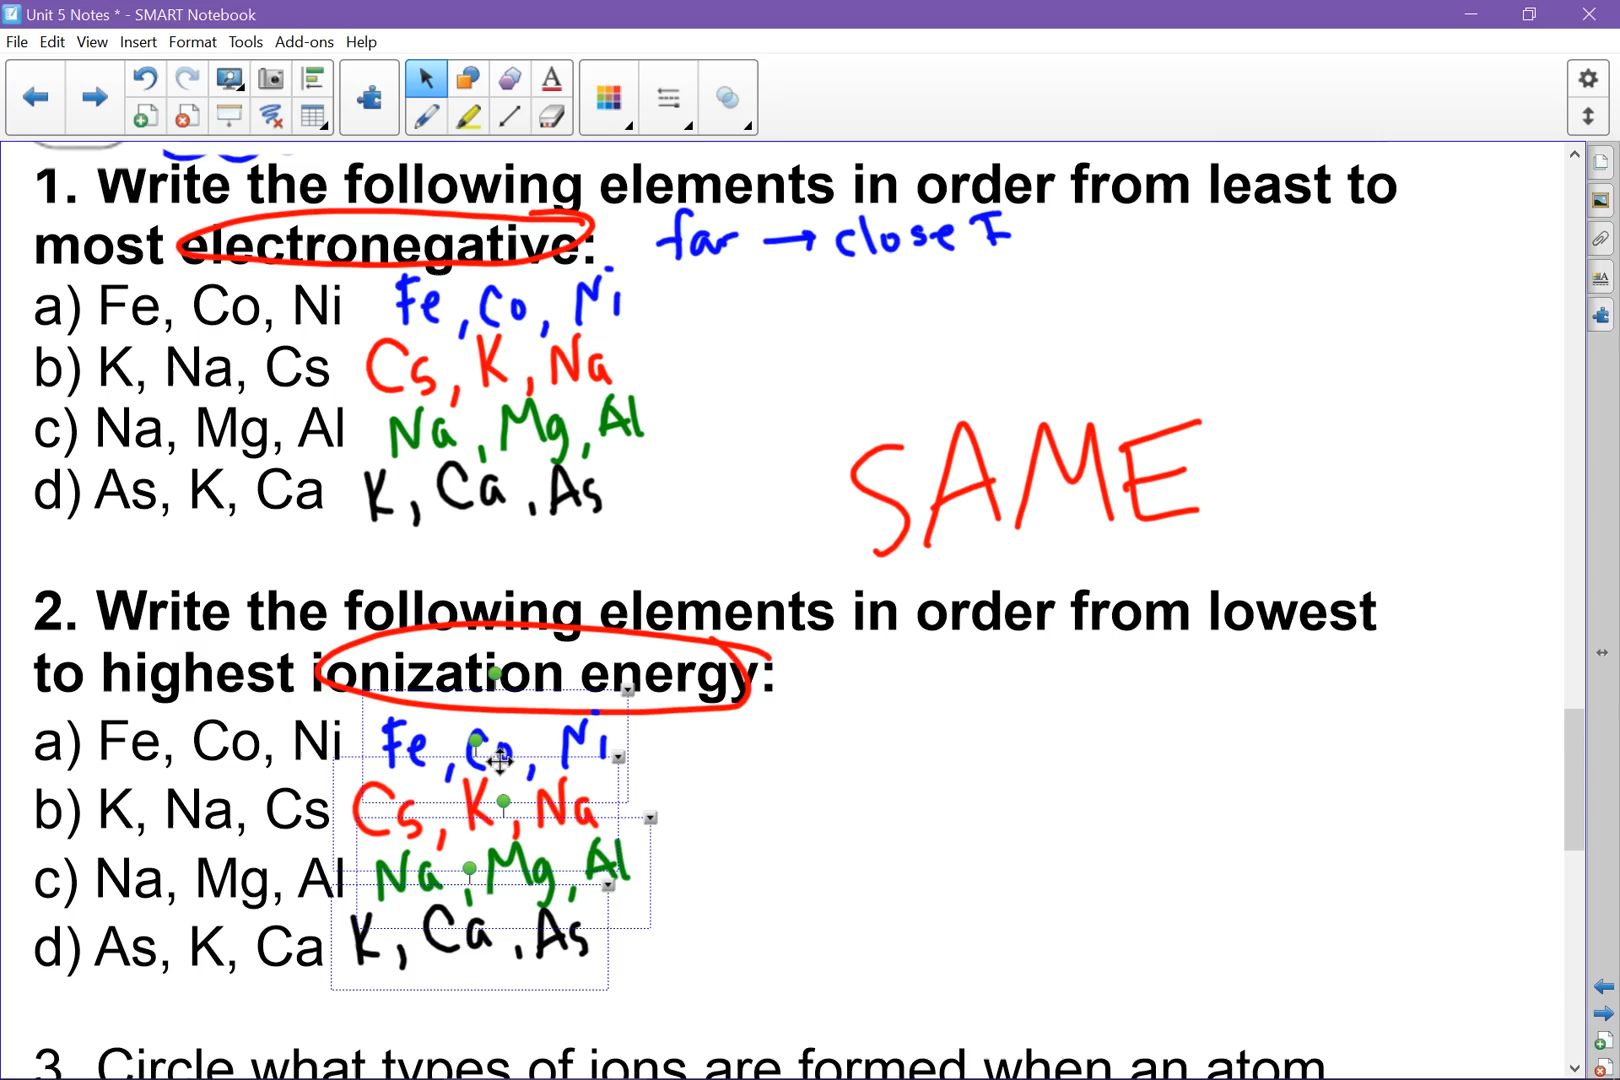 Unit 5 Notes * - SMART Notebook
File Edit View Insert Format Tools Add-ons Help
1. Write the following elements in order from least to
most electronegative: far → close F
a) Fe, Co, Ni Fe, Co, Ni
b) K, Na, Cs Cs, K, Na
c) Na, Mg, Al Na, Mg, Al
d) As, K, Ca K, Ca, As
SAME
2. Write the following elements in order from lowest
to highest ionization energy:
a) Fe, Co, Ni Fe, Co, Ni
b) K, Na, Cs Cs, K, Na
c) Na, Mg, Al Na, Mg, Al
d) As, K, Ca K, Ca, As
3. Circle what types of ions are formed when an atom